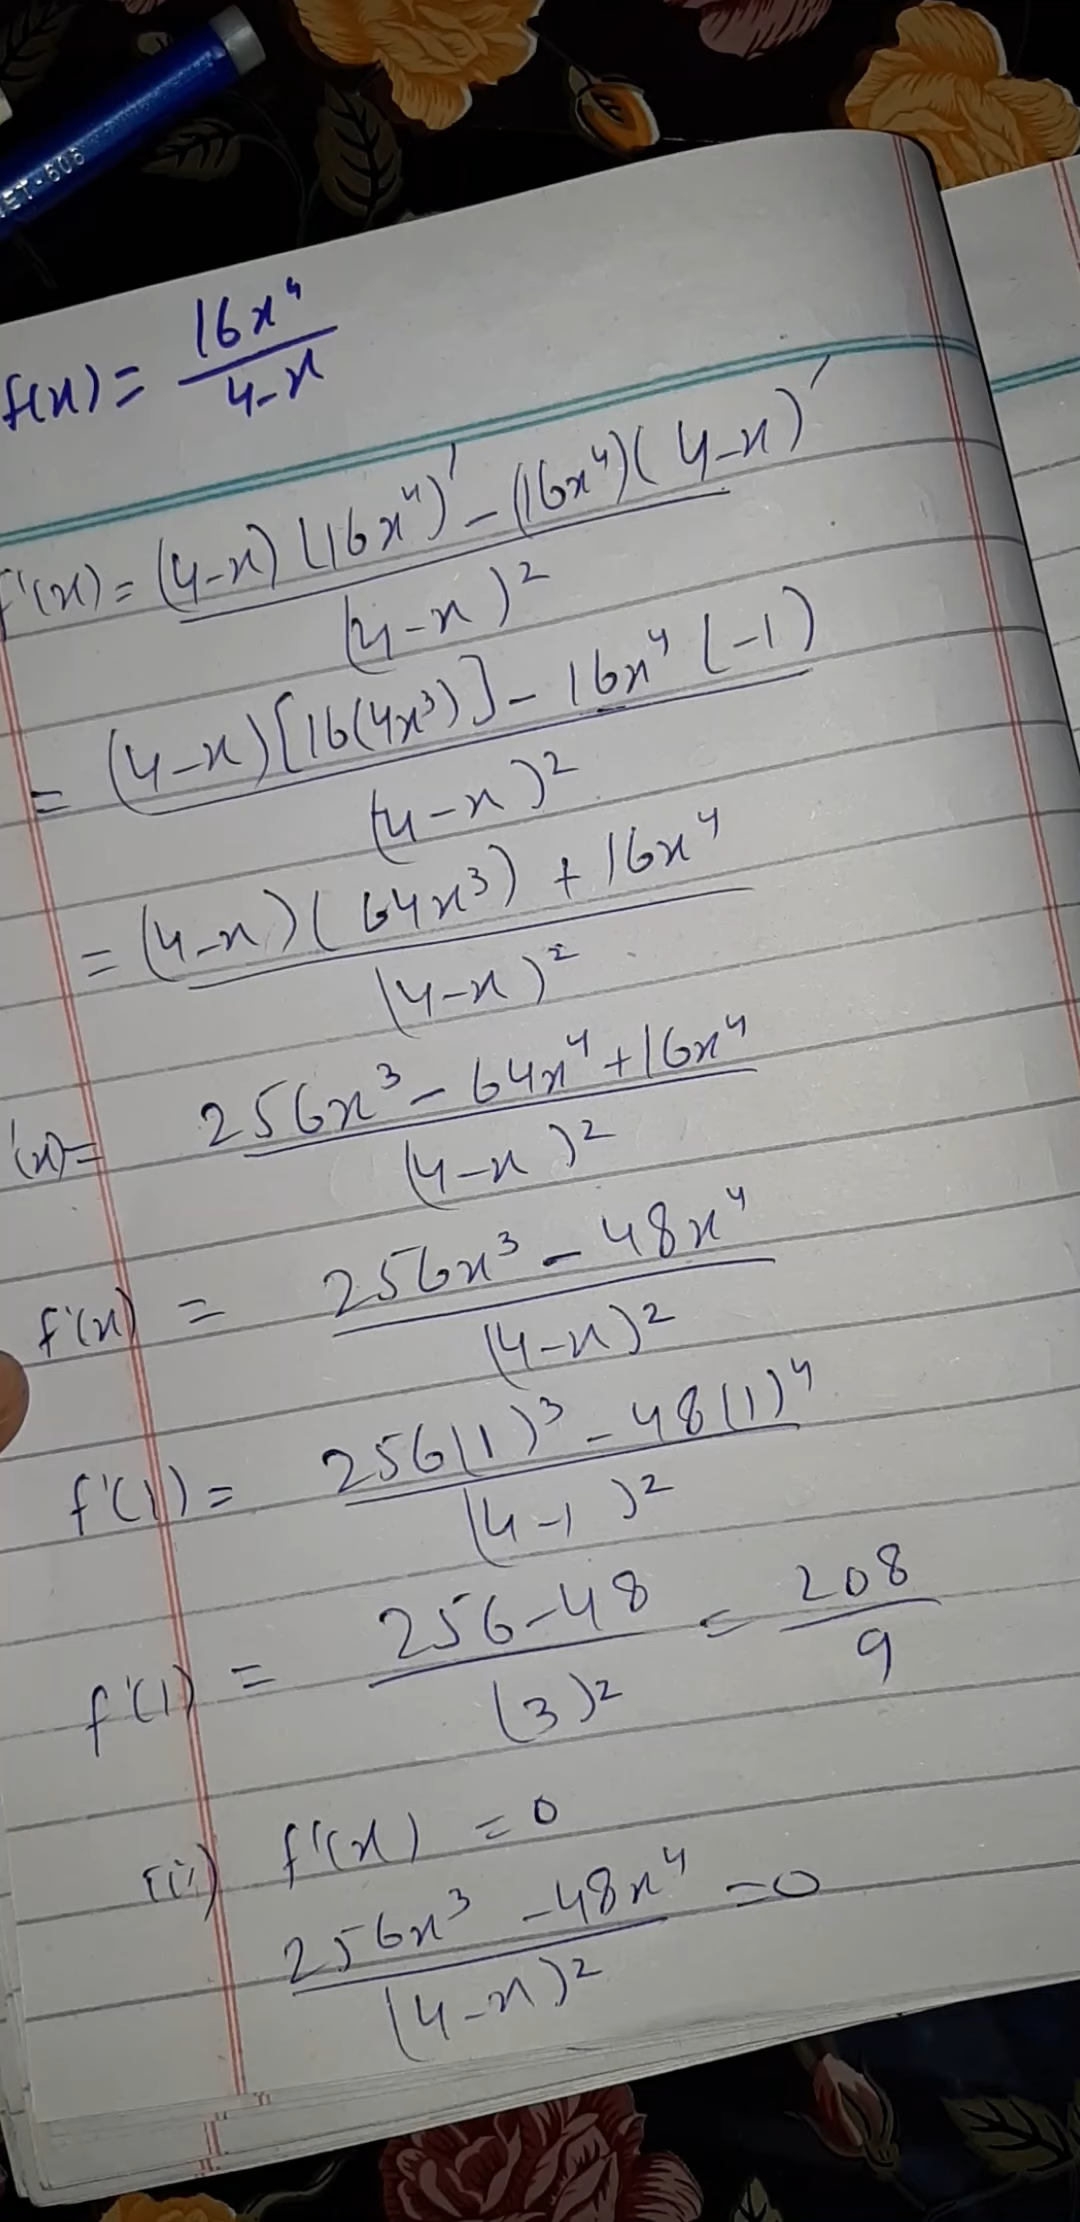 ET-606
f(x) = 16x⁴ / 4-x
f'(x) = (4-x) (16x⁴)' - (16x⁴)(4-x)' / (4-x)²
= (4-x)[16(4x³)] - 16x⁴ (-1) / (4-x)²
= (4-x)(64x³) + 16x⁴ / (4-x)²
'(x) = 256x³ - 64x⁴ + 16x⁴ / (4-x)²
f'(x) = 256x³ - 48x⁴ / (4-x)²
f'(1) = 256(1)³ - 48(1)⁴ / (4-1)²
f'(1) = 256-48 / (3)² = 208 / 9
(ii) f'(x) = 0
256x³ - 48x⁴ / (4-x)² = 0